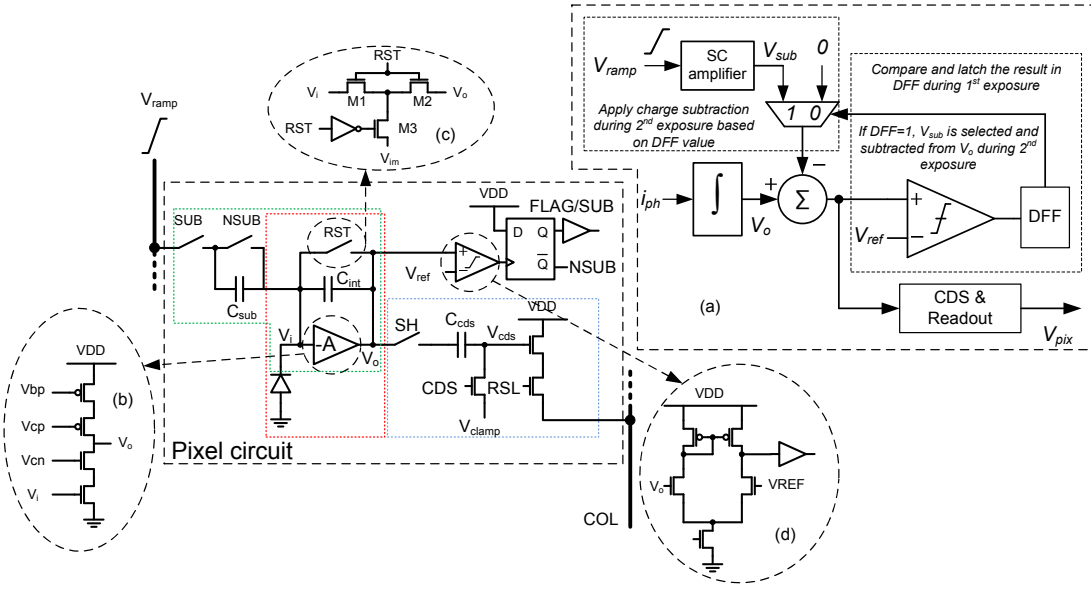 RST
Vi
M1
M2
Vo
RST
M3
(c)
Vim
Vramp
SUB
NSUB
Csub
RST
Cint
Vi
-A
Vo
VDD
FLAG/SUB
D
Q
Q
NSUB
Vref
+
-
SH
Ccds
Vcds
VDD
CDS
RSL
Vclamp
Pixel circuit
COL
VDD
Vbp
(b)
Vcp
Vo
Vcn
Vi
VDD
Vo
VREF
(d)
Vramp
SC
amplifier
Vsub
0
1 0
Apply charge subtraction
during 2nd exposure based
on DFF value
Compare and latch the result in
DFF during 1st exposure
If DFF=1, Vsub is selected and
subtracted from Vo during 2nd
exposure
iph
∫
+
-
Vo
Σ
+
-
Vref
DFF
(a)
CDS &
Readout
Vpix